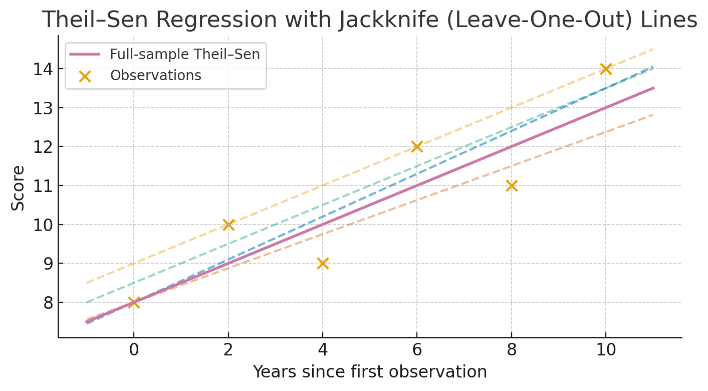 Theil–Sen Regression with Jackknife (Leave-One-Out) Lines
Full-sample Theil–Sen
Observations
14
13
12
11
10
9
8
Score
0 2 4 6 8 10
Years since first observation